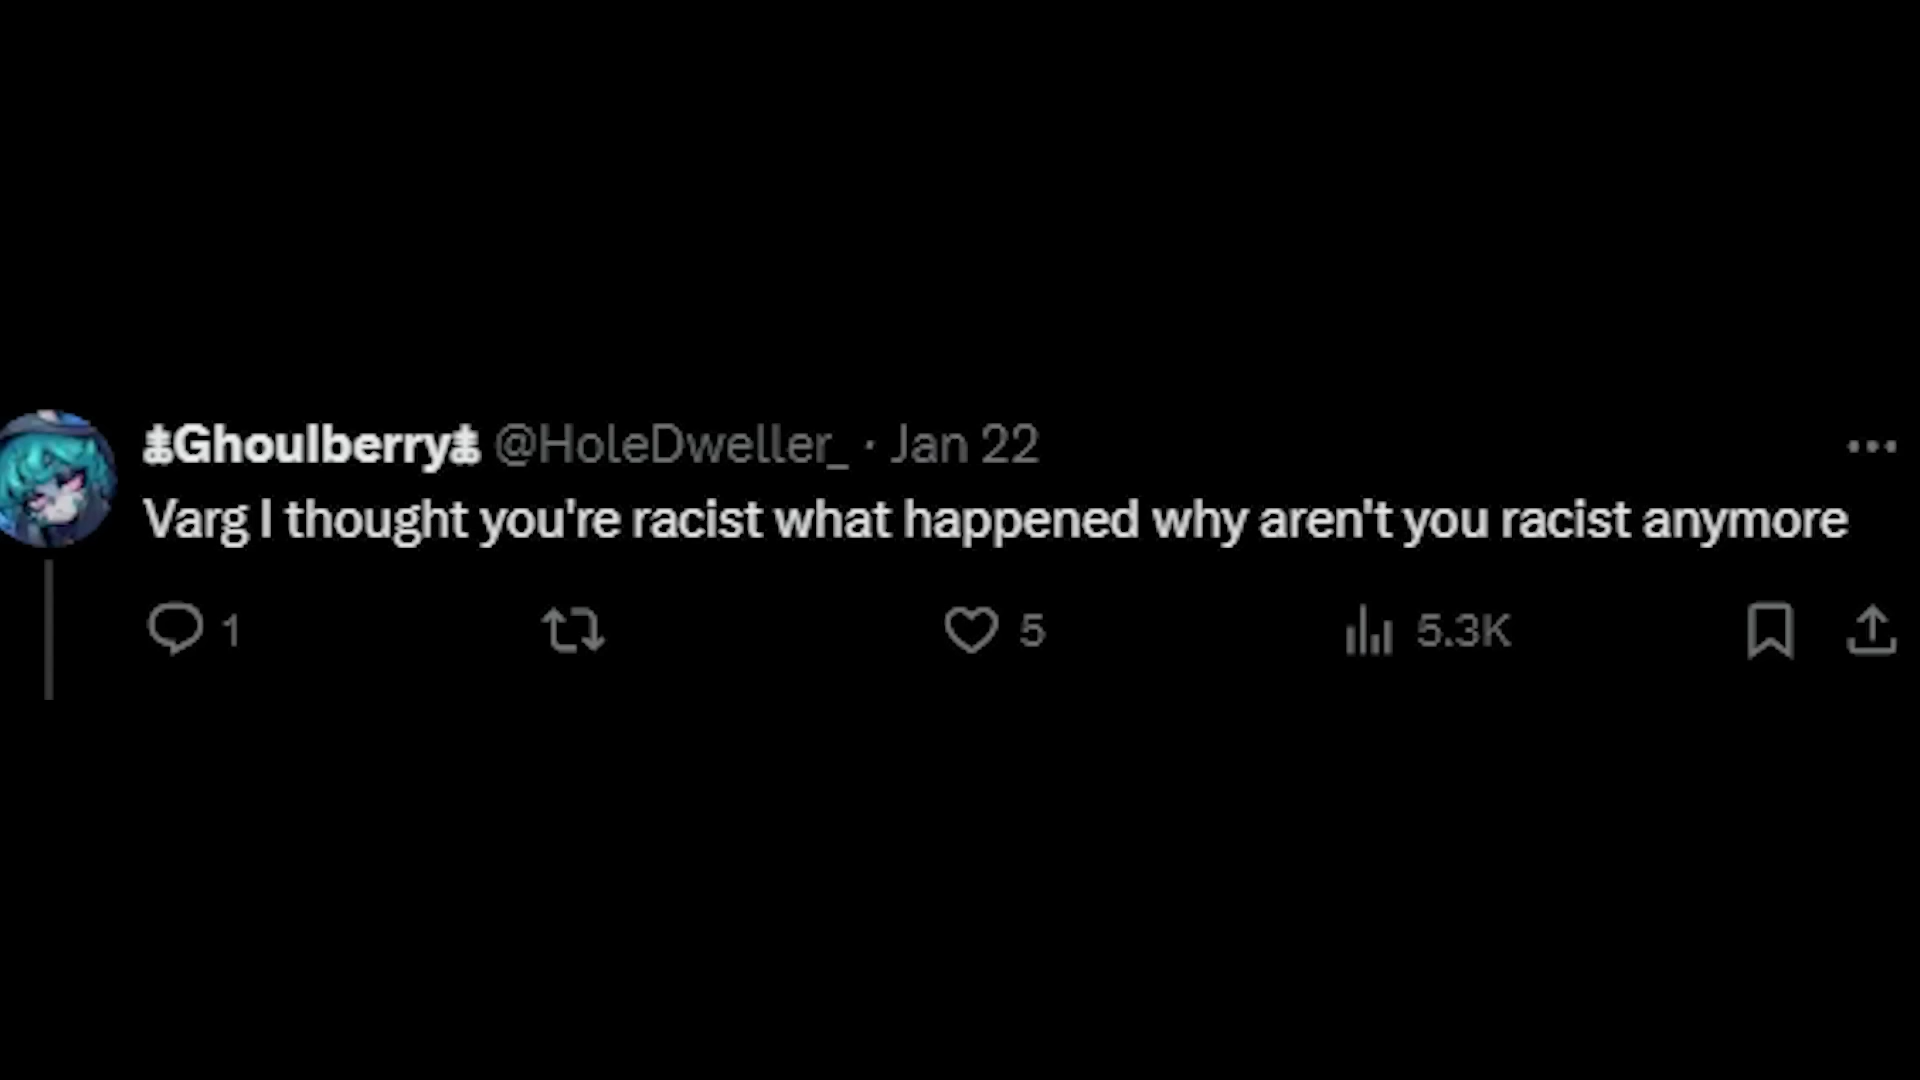 ⸸Ghoulberry⸸ @HoleDweller_ · Jan 22
Varg I thought you're racist what happened why aren't you racist anymore
1 5 5.3K